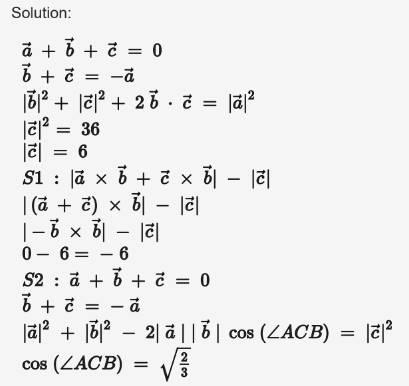 Solution:
a⃗ + b⃗ + c⃗ = 0
b⃗ + c⃗ = −a⃗
|b⃗|² + |c⃗|² + 2 b⃗ · c⃗ = |a⃗|²
|c⃗|² = 36
|c⃗| = 6
S1 : |a⃗ × b⃗ + c⃗ × b⃗| − |c⃗|
|(a⃗ + c⃗) × b⃗| − |c⃗|
|−b⃗ × b⃗| − |c⃗|
0 − 6 = − 6
S2 : a⃗ + b⃗ + c⃗ = 0
b⃗ + c⃗ = − a⃗
|a⃗|² + |b⃗|² − 2|a⃗||b⃗| cos (∠ACB) = |c⃗|²
cos (∠ACB) = √(2/3)